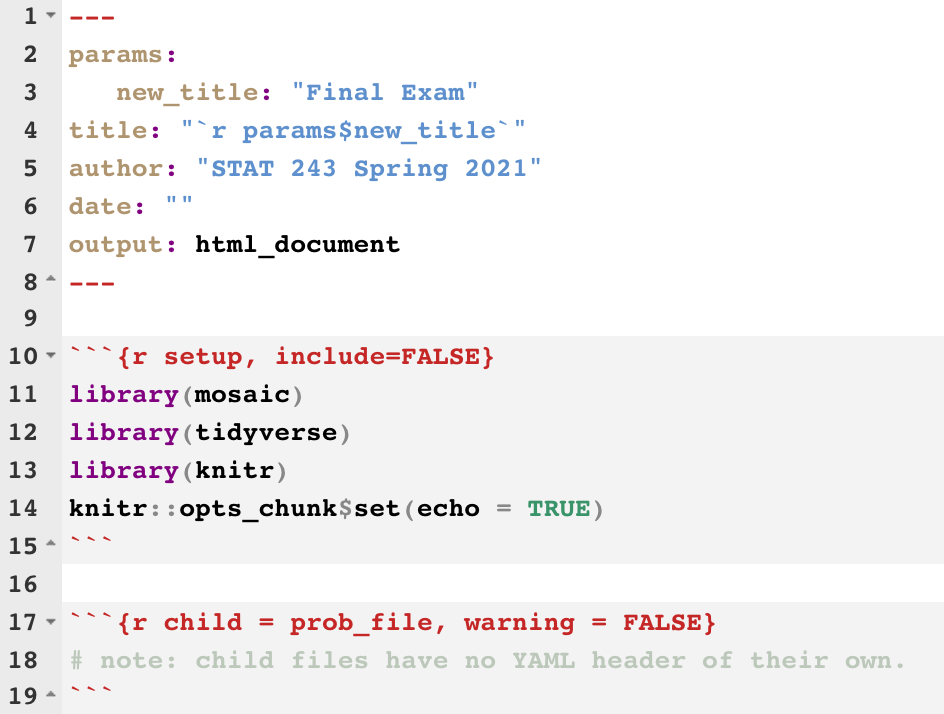 1 ---
2 params:
3    new_title: "Final Exam"
4 title: "`r params$new_title`"
5 author: "STAT 243 Spring 2021"
6 date: ""
7 output: html_document
8 ---
9
10 ```{r setup, include=FALSE}
11 library(mosaic)
12 library(tidyverse)
13 library(knitr)
14 knitr::opts_chunk$set(echo = TRUE)
15 ```
16
17 ```{r child = prob_file, warning = FALSE}
18 # note: child files have no YAML header of their own.
19 ```